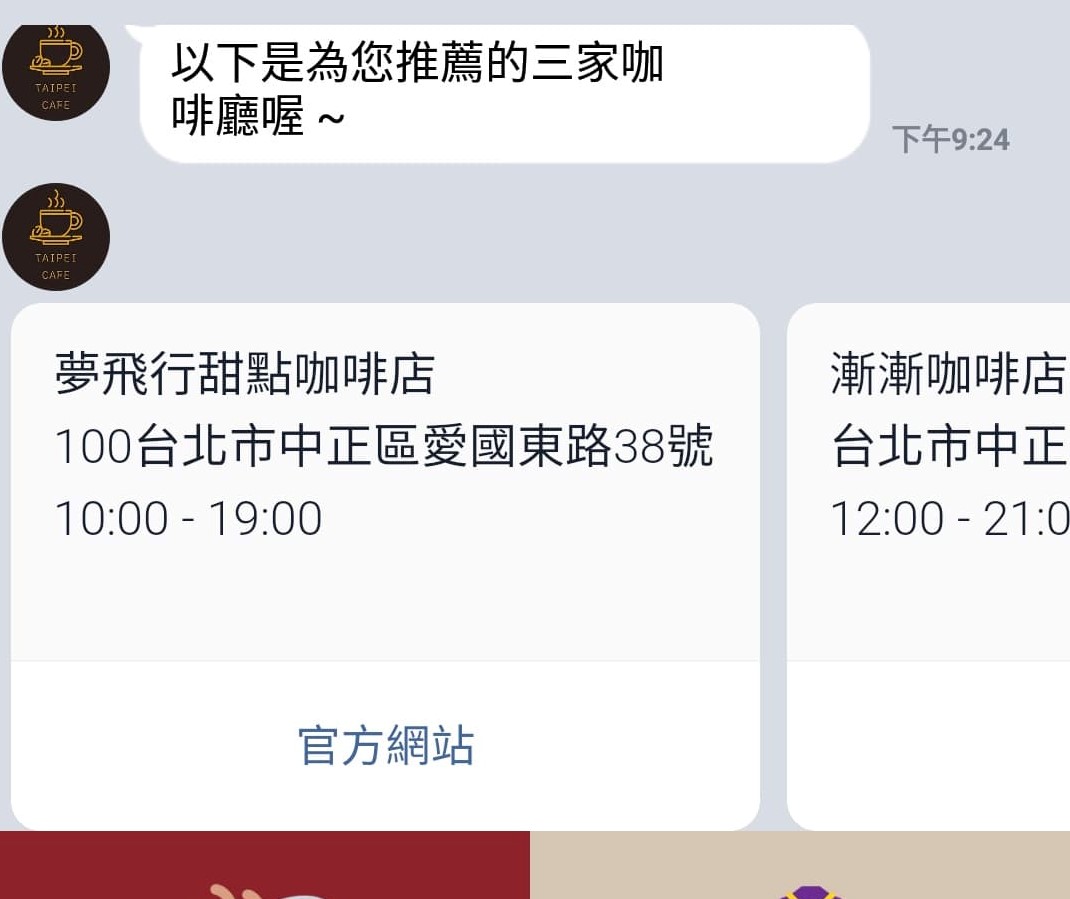 TAIPEI
CAFE
以下是為您推薦的三家咖
啡廳喔 ~
下午9:24
TAIPEI
CAFE
夢飛行甜點咖啡店
100台北市中正區愛國東路38號
10:00 - 19:00
官方網站
漸漸咖啡店
台北市中正
12:00 - 21:0